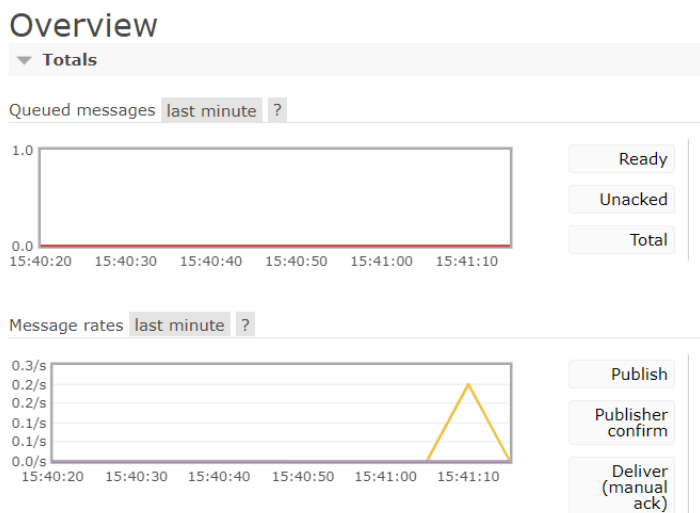 Overview
Totals
Queued messages last minute ?
1.0
0.0
15:40:20 15:40:30 15:40:40 15:40:50 15:41:00 15:41:10
Ready
Unacked
Total
Message rates last minute ?
0.3/s
0.2/s
0.2/s
0.1/s
0.1/s
0.0/s
15:40:20 15:40:30 15:40:40 15:40:50 15:41:00 15:41:10
Publish
Publisher
confirm
Deliver
(manual
ack)